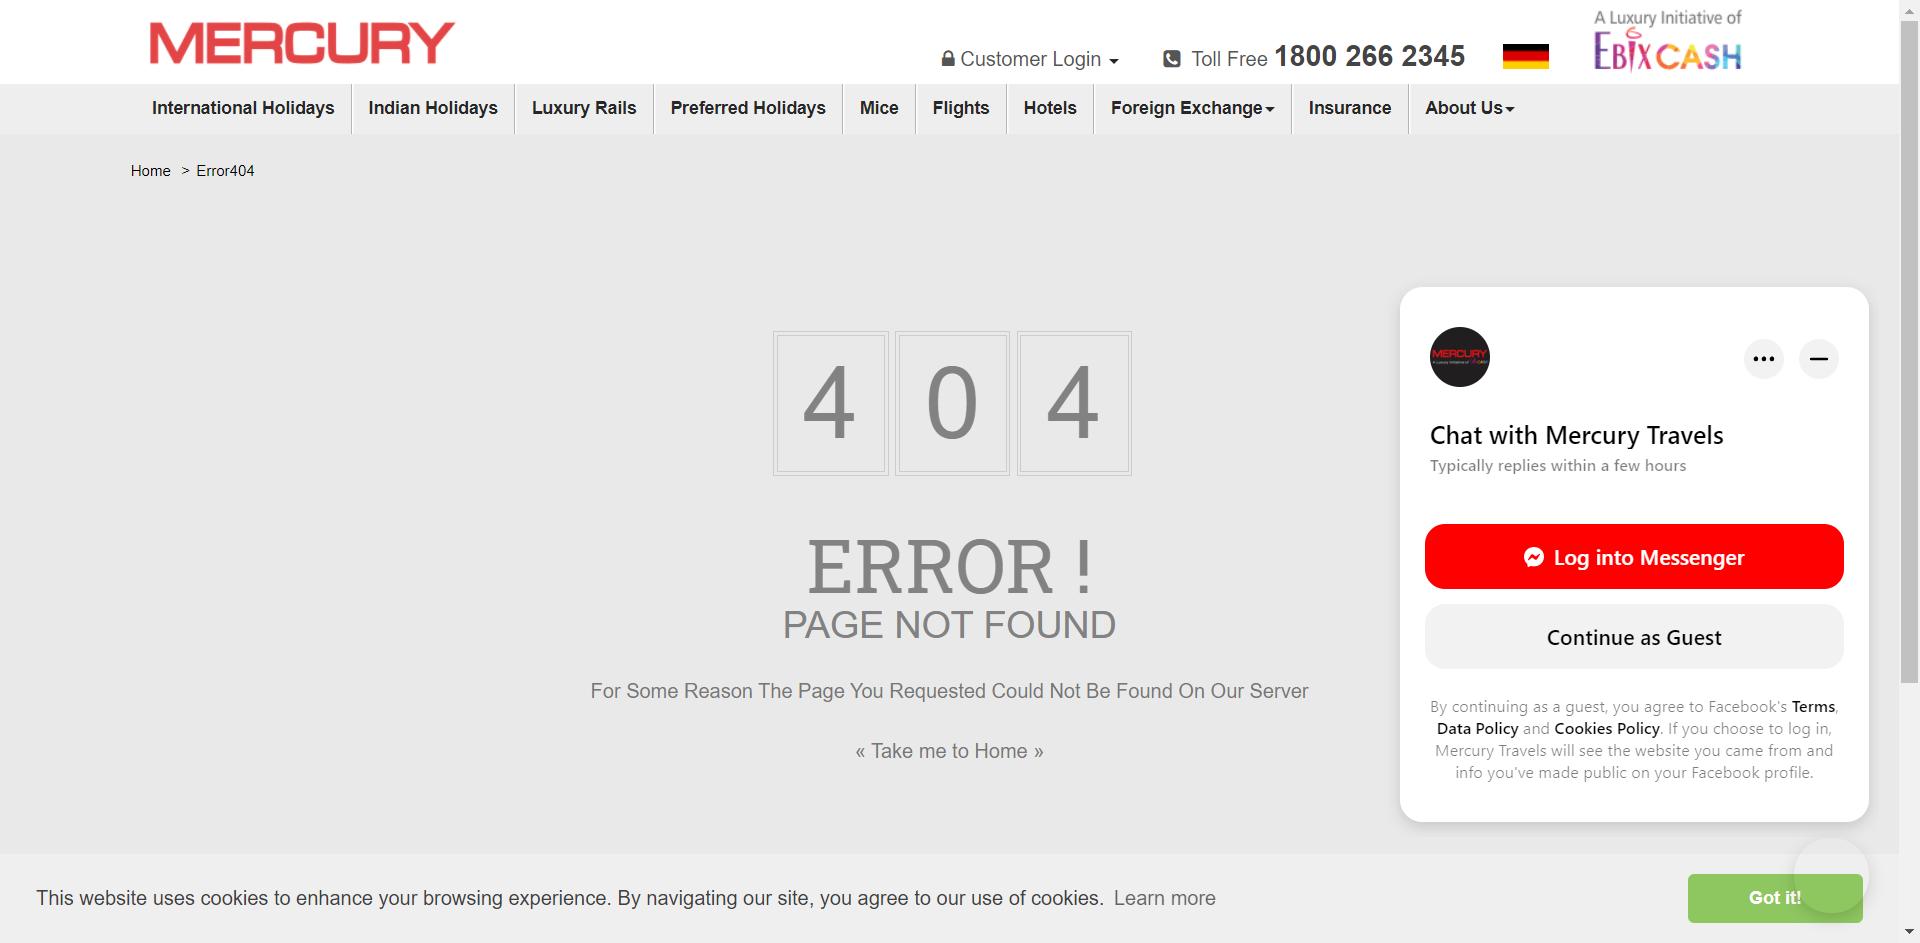 MERCURY
Customer Login
Toll Free 1800 266 2345
A Luxury Initiative of
EBIXCASH
International Holidays
Indian Holidays
Luxury Rails
Preferred Holidays
Mice
Flights
Hotels
Foreign Exchange
Insurance
About Us
Home > Error404
4 0 4
ERROR !
PAGE NOT FOUND
For Some Reason The Page You Requested Could Not Be Found On Our Server
« Take me to Home »
MERCURY
Chat with Mercury Travels
Typically replies within a few hours
Log into Messenger
Continue as Guest
By continuing as a guest, you agree to Facebook's Terms,
Data Policy and Cookies Policy. If you choose to log in,
Mercury Travels will see the website you came from and
info you've made public on your Facebook profile.
This website uses cookies to enhance your browsing experience. By navigating our site, you agree to our use of cookies. Learn more
Got it!